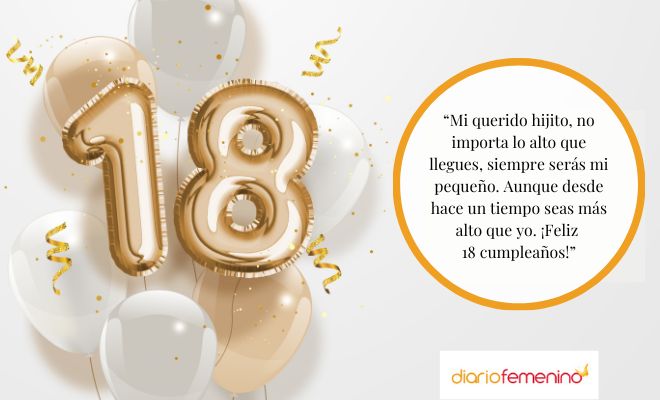 18
“Mi querido hijito, no
importa lo alto que
llegues, siempre serás mi
pequeño. Aunque desde
hace un tiempo seas más
alto que yo. ¡Feliz
18 cumpleaños!”
diariofemenino